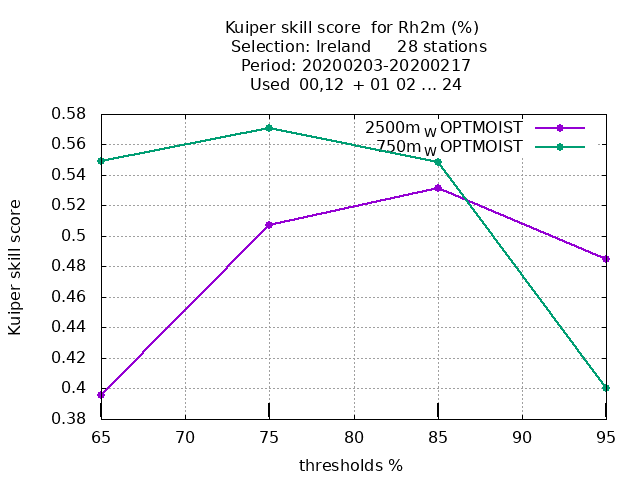 Kuiper skill score for Rh2m (%)
Selection: Ireland 28 stations
Period: 20200203-20200217
Used 00,12 + 01 02 ... 24
2500m W OPTMOIST
750m W OPTMOIST
0.58
0.56
0.54
0.52
0.5
0.48
0.46
0.44
0.42
0.4
0.38
Kuiper skill score
65 70 75 80 85 90 95
thresholds %